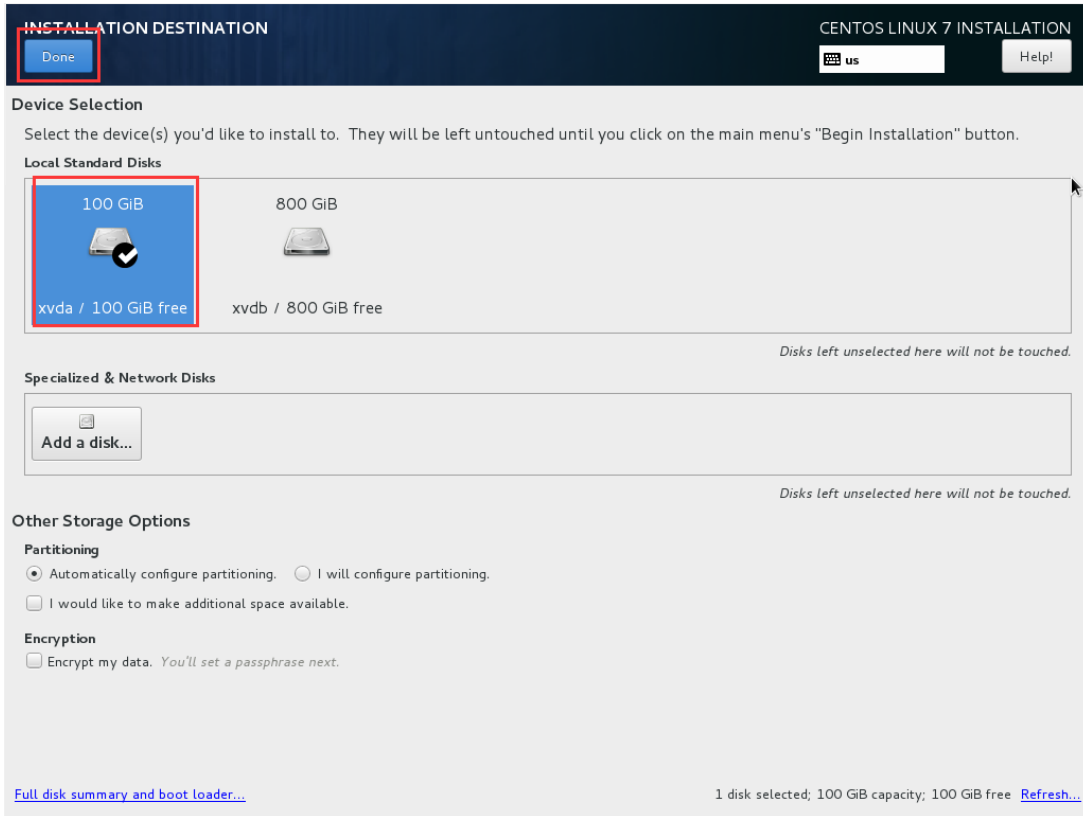 INSTALLATION DESTINATION
CENTOS LINUX 7 INSTALLATION
Done
us
Help!
Device Selection
Select the device(s) you'd like to install to. They will be left untouched until you click on the main menu's "Begin Installation" button.
Local Standard Disks
100 GiB
800 GiB
xvda / 100 GiB free
xvdb / 800 GiB free
Disks left unselected here will not be touched.
Specialized & Network Disks
Add a disk...
Disks left unselected here will not be touched.
Other Storage Options
Partitioning
Automatically configure partitioning.
I will configure partitioning.
I would like to make additional space available.
Encryption
Encrypt my data. You'll set a passphrase next.
Full disk summary and boot loader...
1 disk selected; 100 GiB capacity; 100 GiB free Refresh...